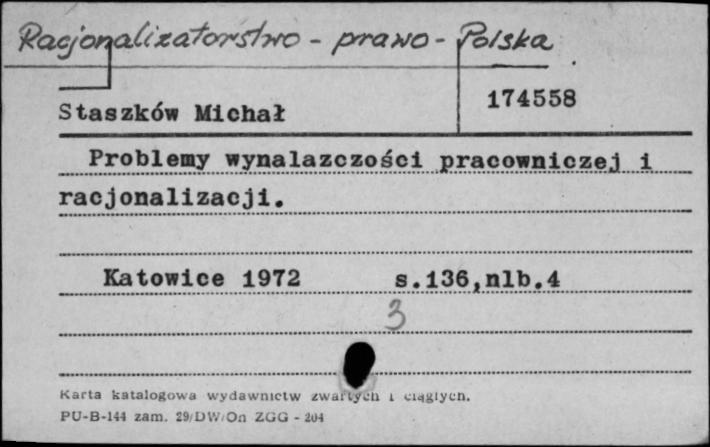 Racjonalizatorstwo - prawo - Polska
174558
Staszków Michał
Problemy wynalazczości pracowniczej i
racjonalizacji.
Katowice 1972 s.136,nlb.4
3
Karta katalogowa wydawnictw zwartych i ciągłych.
PU-B-144 zam. 29/DW/On ZGG - 204